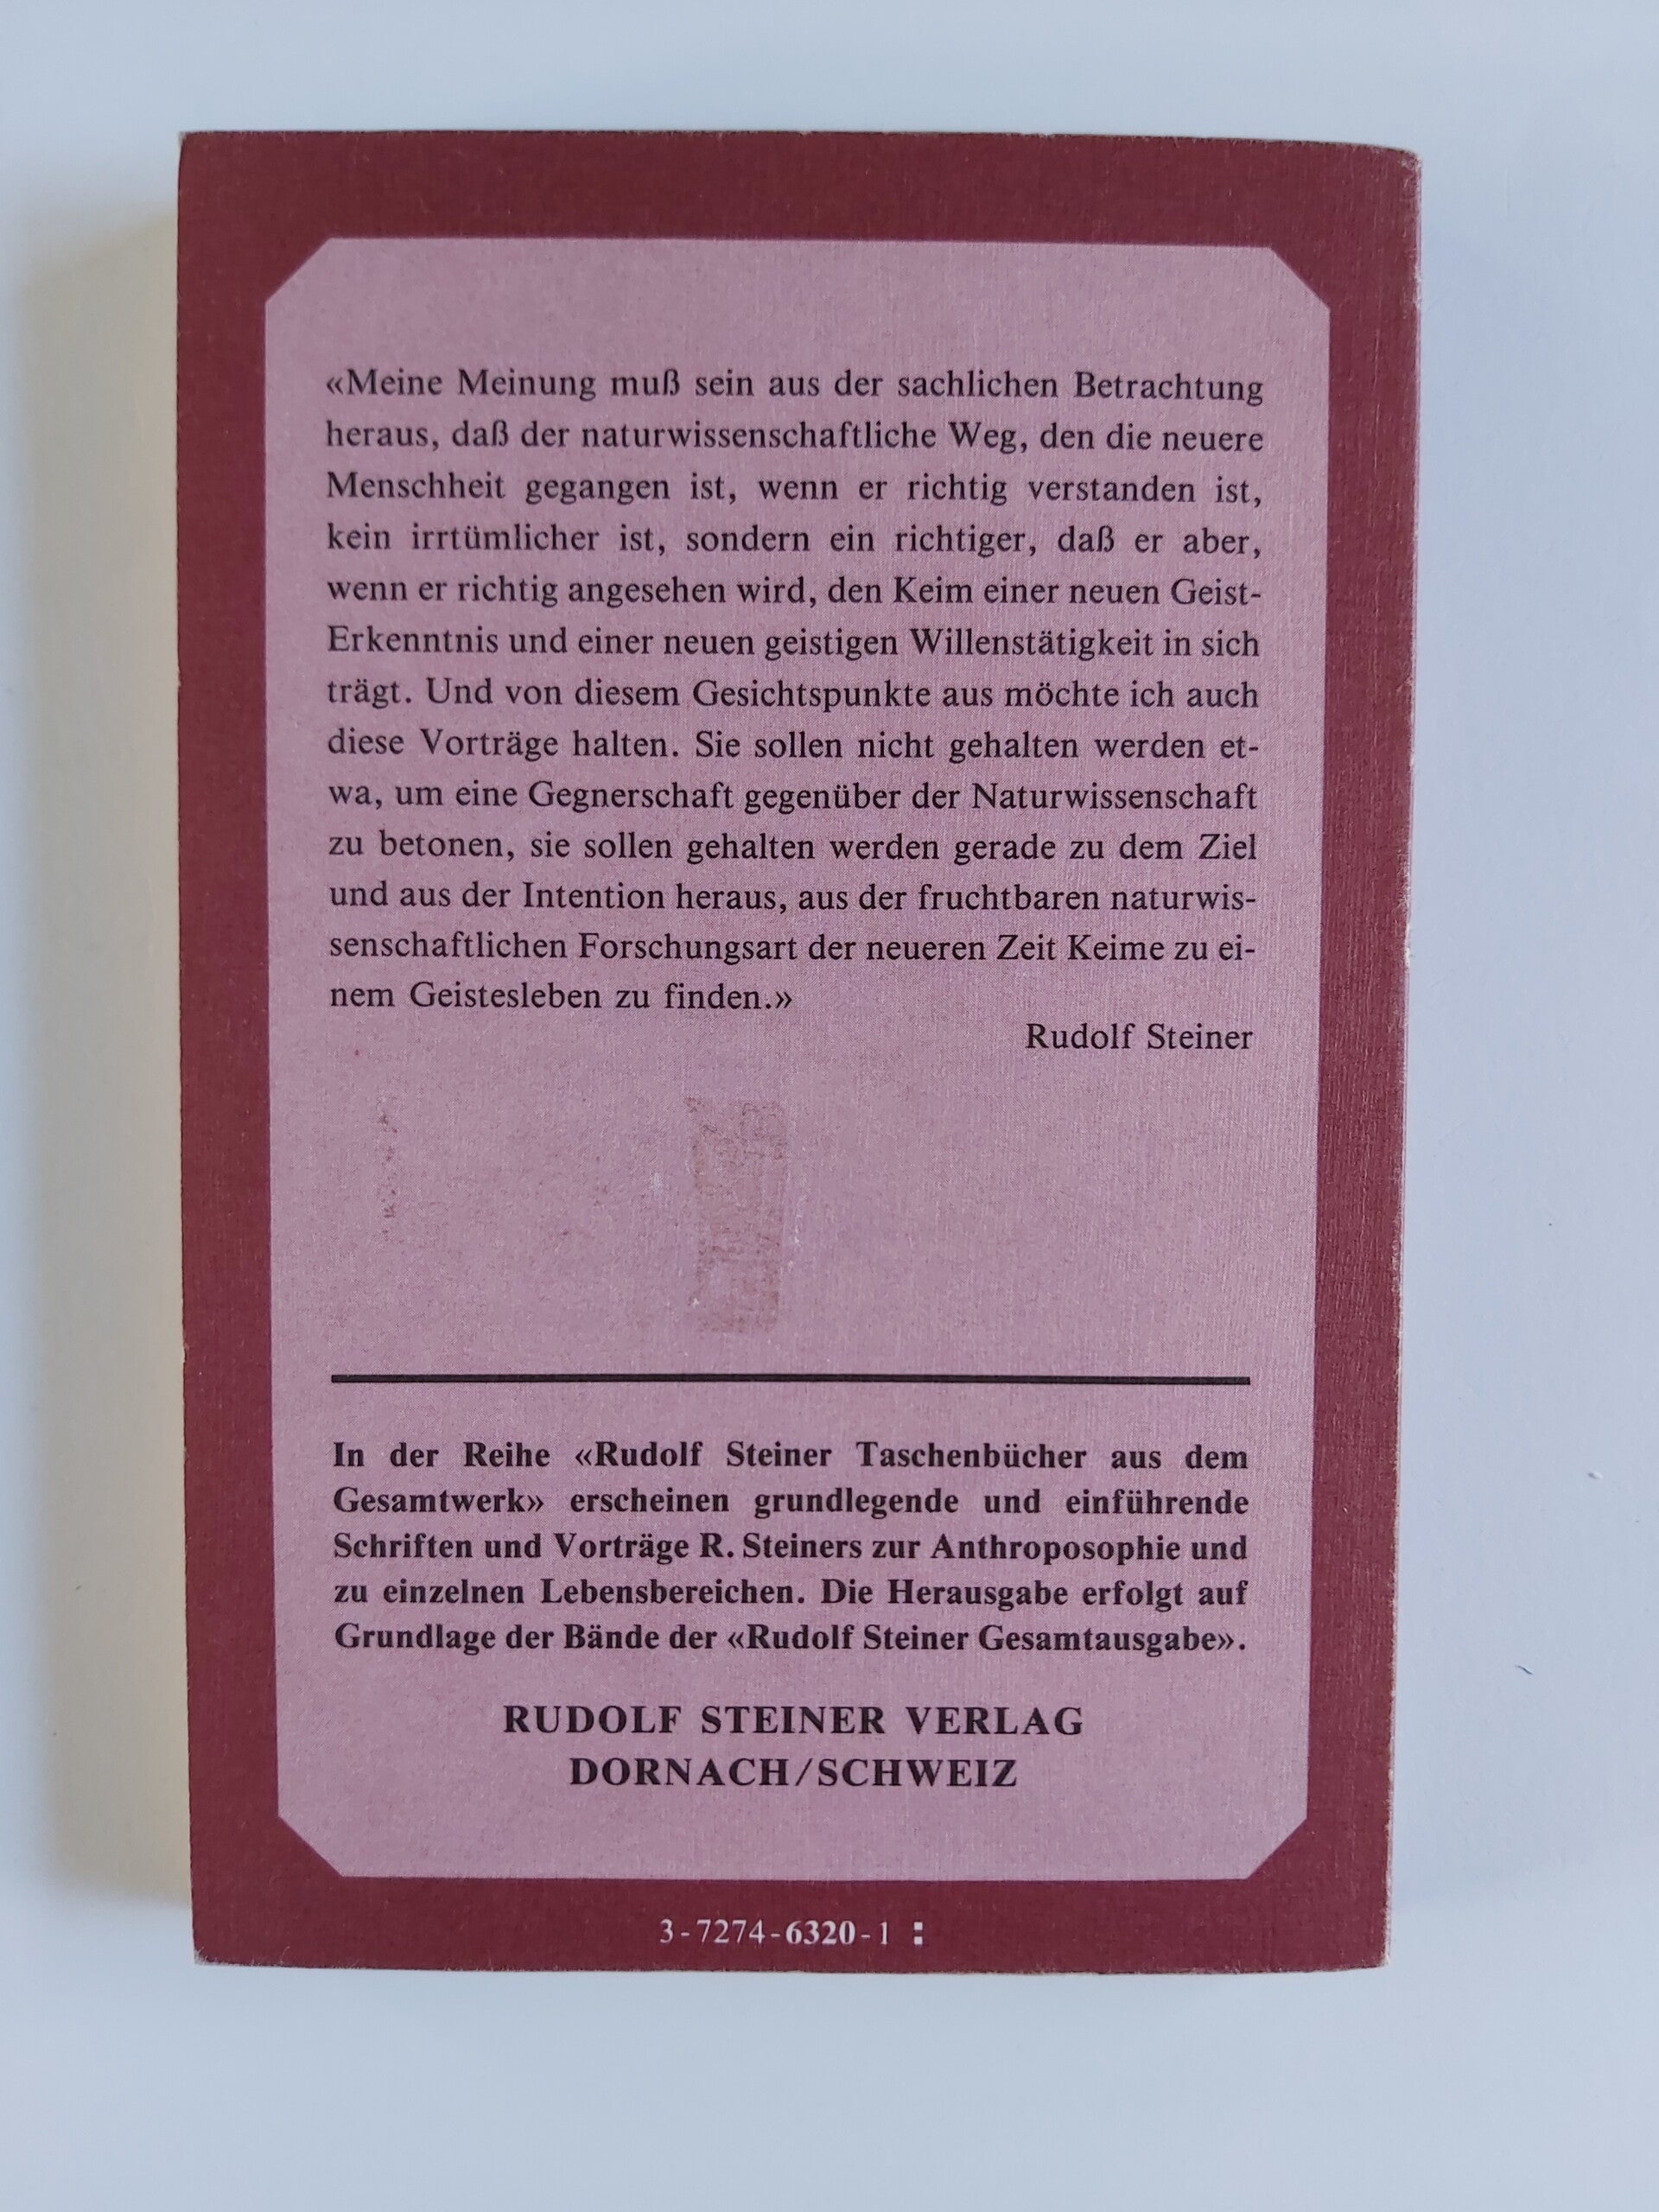 «Meine Meinung muß sein aus der sachlichen Betrachtung
heraus, daß der naturwissenschaftliche Weg, den die neuere
Menschheit gegangen ist, wenn er richtig verstanden ist,
kein irrtümlicher ist, sondern ein richtiger, daß er aber,
wenn er richtig angesehen wird, den Keim einer neuen Geist-
Erkenntnis und einer neuen geistigen Willenstätigkeit in sich
trägt. Und von diesem Gesichtspunkte aus möchte ich auch
diese Vorträge halten. Sie sollen nicht gehalten werden et-
wa, um eine Gegnerschaft gegenüber der Naturwissenschaft
zu betonen, sie sollen gehalten werden gerade zu dem Ziel
und aus der Intention heraus, aus der fruchtbaren naturwis-
senschaftlichen Forschungsart der neueren Zeit Keime zu ei-
nem Geistesleben zu finden.»
Rudolf Steiner
In der Reihe «Rudolf Steiner Taschenbücher aus dem
Gesamtwerk» erscheinen grundlegende und einführende
Schriften und Vorträge R. Steiners zur Anthroposophie und
zu einzelnen Lebensbereichen. Die Herausgabe erfolgt auf
Grundlage der Bände der «Rudolf Steiner Gesamtausgabe».
RUDOLF STEINER VERLAG
DORNACH/SCHWEIZ
3-7274-6320-1 :